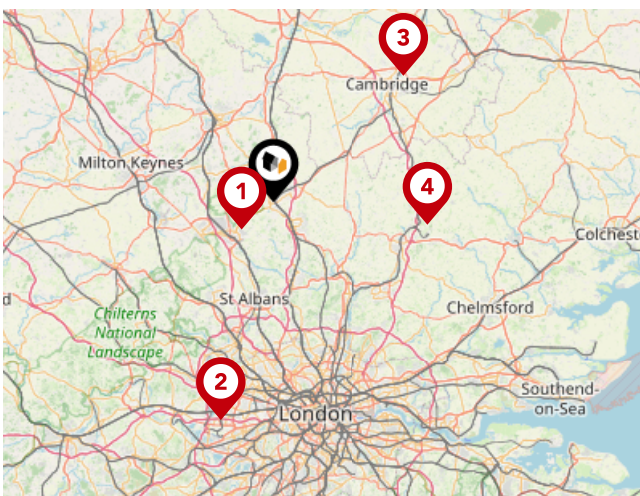 3
Cambridge
Milton Keynes
1
4
Colchest
St Albans
Chelmsford
d
Chilterns
National
Landscape
2
Southend-
on-Sea
London